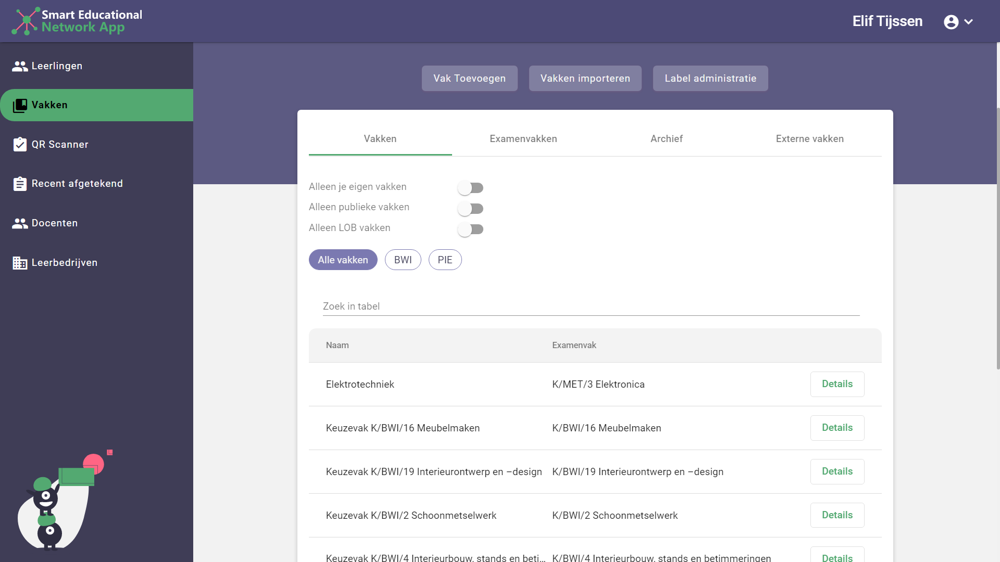 Smart Educational
Network App
Elif Tijssen
Leerlingen
Vakken
QR Scanner
Recent afgetekend
Docenten
Leerbedrijven
Vak Toevoegen
Vakken importeren
Label administratie
Vakken
Examenvakken
Archief
Externe vakken
Alleen je eigen vakken
Alleen publieke vakken
Alleen LOB vakken
Alle vakken
BWI
PIE
Zoek in tabel
Naam
Examenvak
Elektrotechniek
K/MET/3 Elektronica
Details
Keuzevak K/BWI/16 Meubelmaken
K/BWI/16 Meubelmaken
Details
Keuzevak K/BWI/19 Interieurontwerp en –design
K/BWI/19 Interieurontwerp en –design
Details
Keuzevak K/BWI/2 Schoonmetselwerk
K/BWI/2 Schoonmetselwerk
Details
Keuzevak K/BWI/4 Interieurbouw, stands en beti...
K/BWI/4 Interieurbouw, stands en betimmeringen
Details